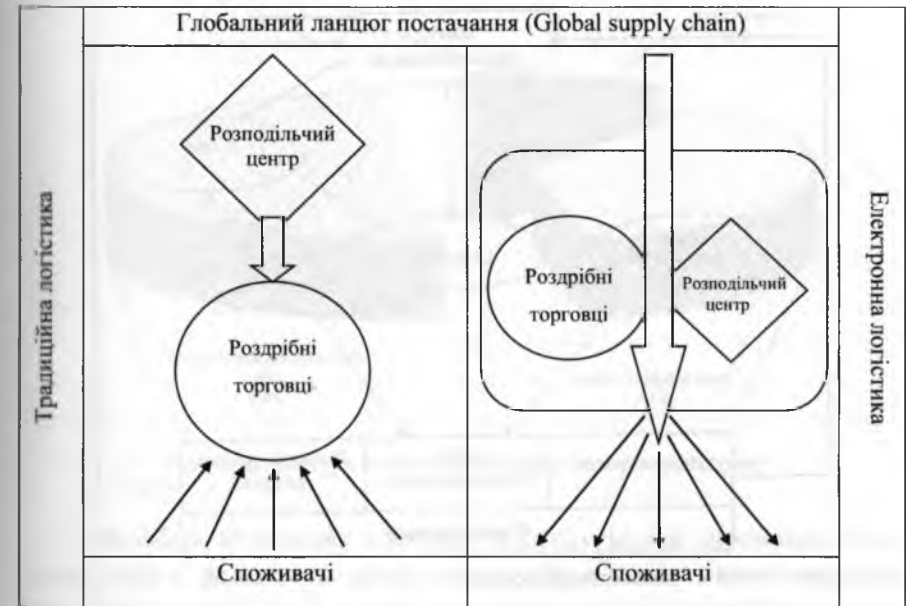 Глобальний ланцюг постачання (Global supply chain)
Традиційна логістика
Розподільчий
центр
Роздрібні
торговці
Споживачі
Роздрібні
торговці
Розподільчий
центр
Споживачі
Електронна логістика